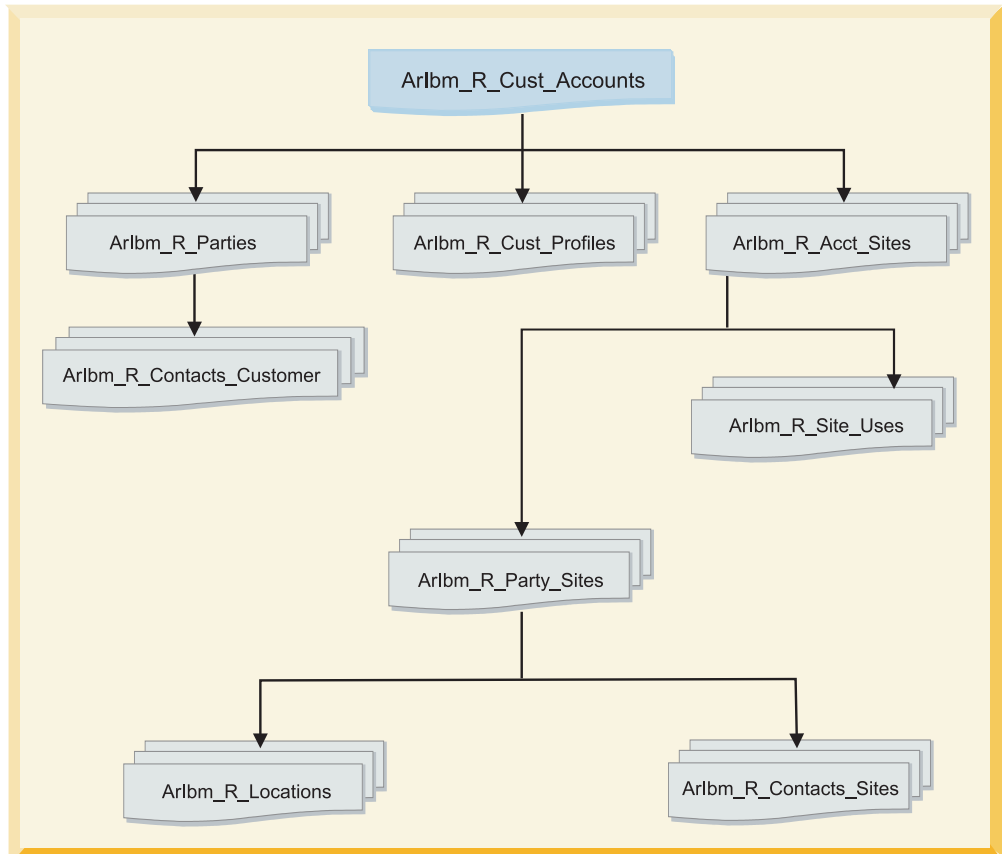 ArIbm_R_Cust_Accounts
ArIbm_R_Parties
ArIbm_R_Cust_Profiles
ArIbm_R_Acct_Sites
ArIbm_R_Contacts_Customer
ArIbm_R_Site_Uses
ArIbm_R_Party_Sites
ArIbm_R_Locations
ArIbm_R_Contacts_Sites